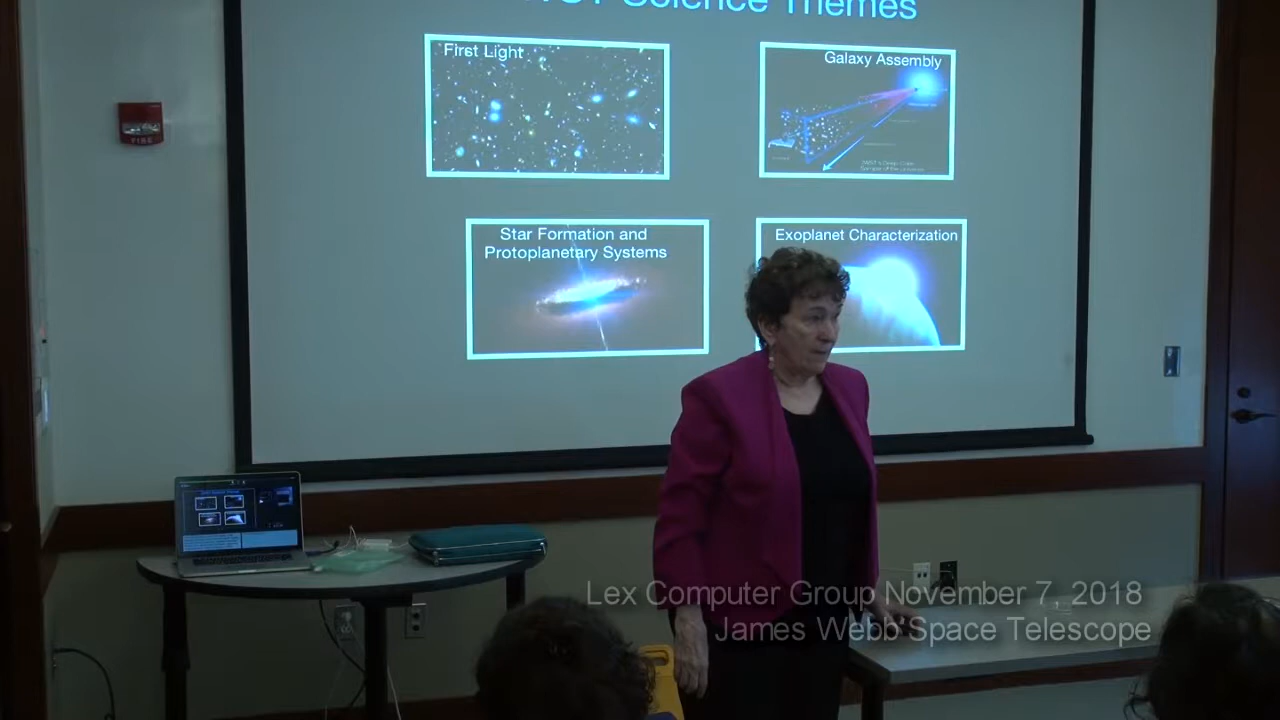 Science Themes
First Light
Galaxy Assembly
Star Formation and
Protoplanetary Systems
Exoplanet Characterization
FIRE
Lex Computer Group November 7, 2018
James Webb Space Telescope